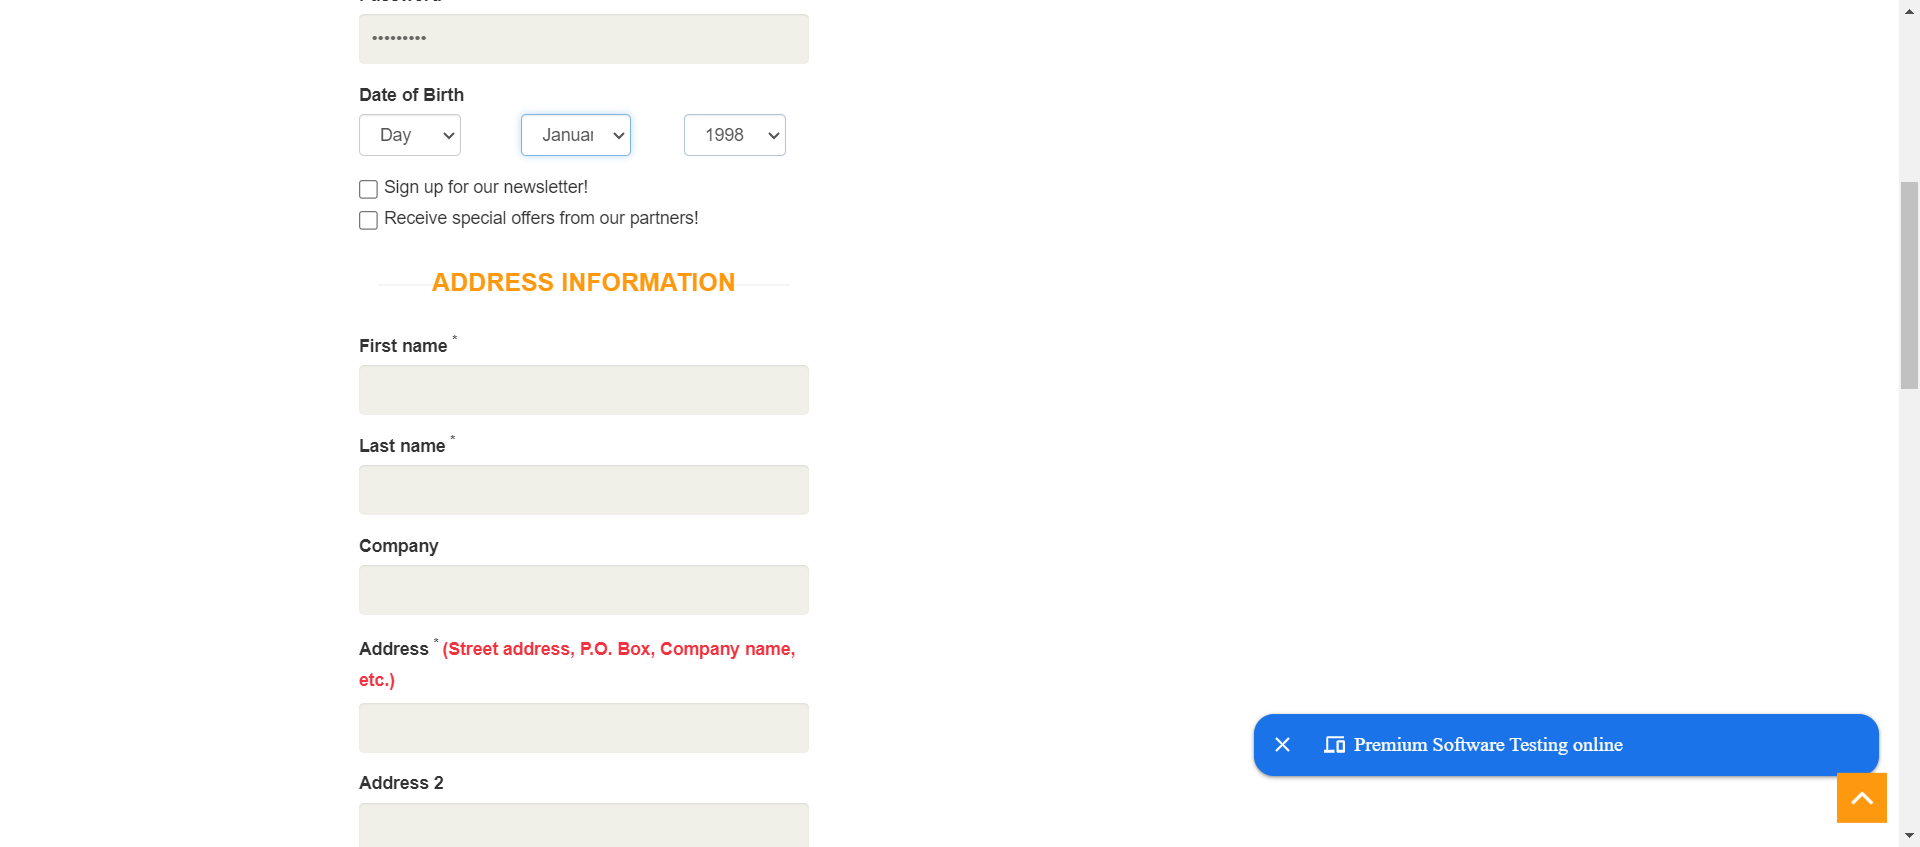 •••••••••
Date of Birth
Day Januar 1998
Sign up for our newsletter!
Receive special offers from our partners!
ADDRESS INFORMATION
First name *
Last name *
Company
Address * (Street address, P.O. Box, Company name,
etc.)
Premium Software Testing online
Address 2